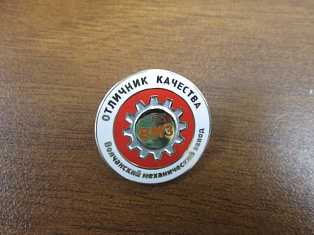 ОТЛИЧНИК КАЧЕСТВА
ВМЗ
Волчанский механический завод